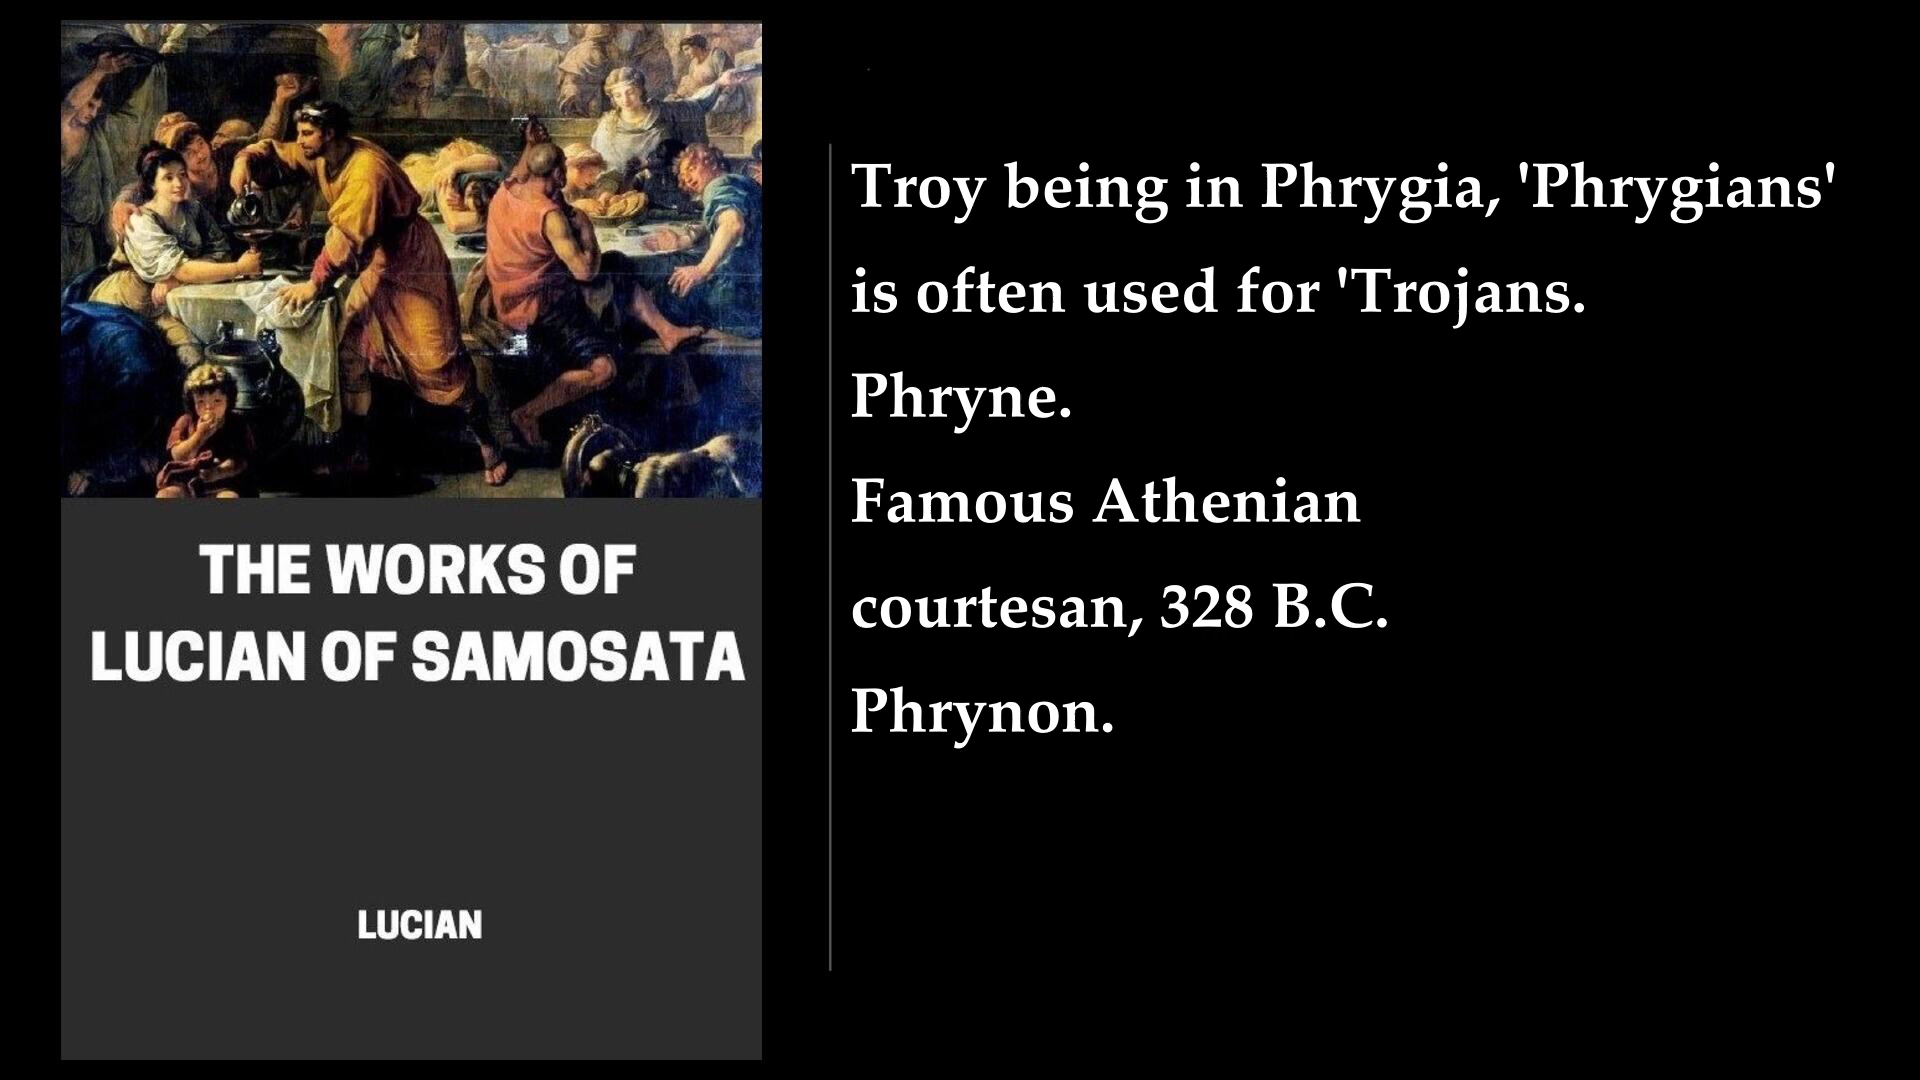 THE WORKS OF
LUCIAN OF SAMOSATA
LUCIAN
Troy being in Phrygia, 'Phrygians'
is often used for 'Trojans.
Phryne.
Famous Athenian
courtesan, 328 B.C.
Phrynon.